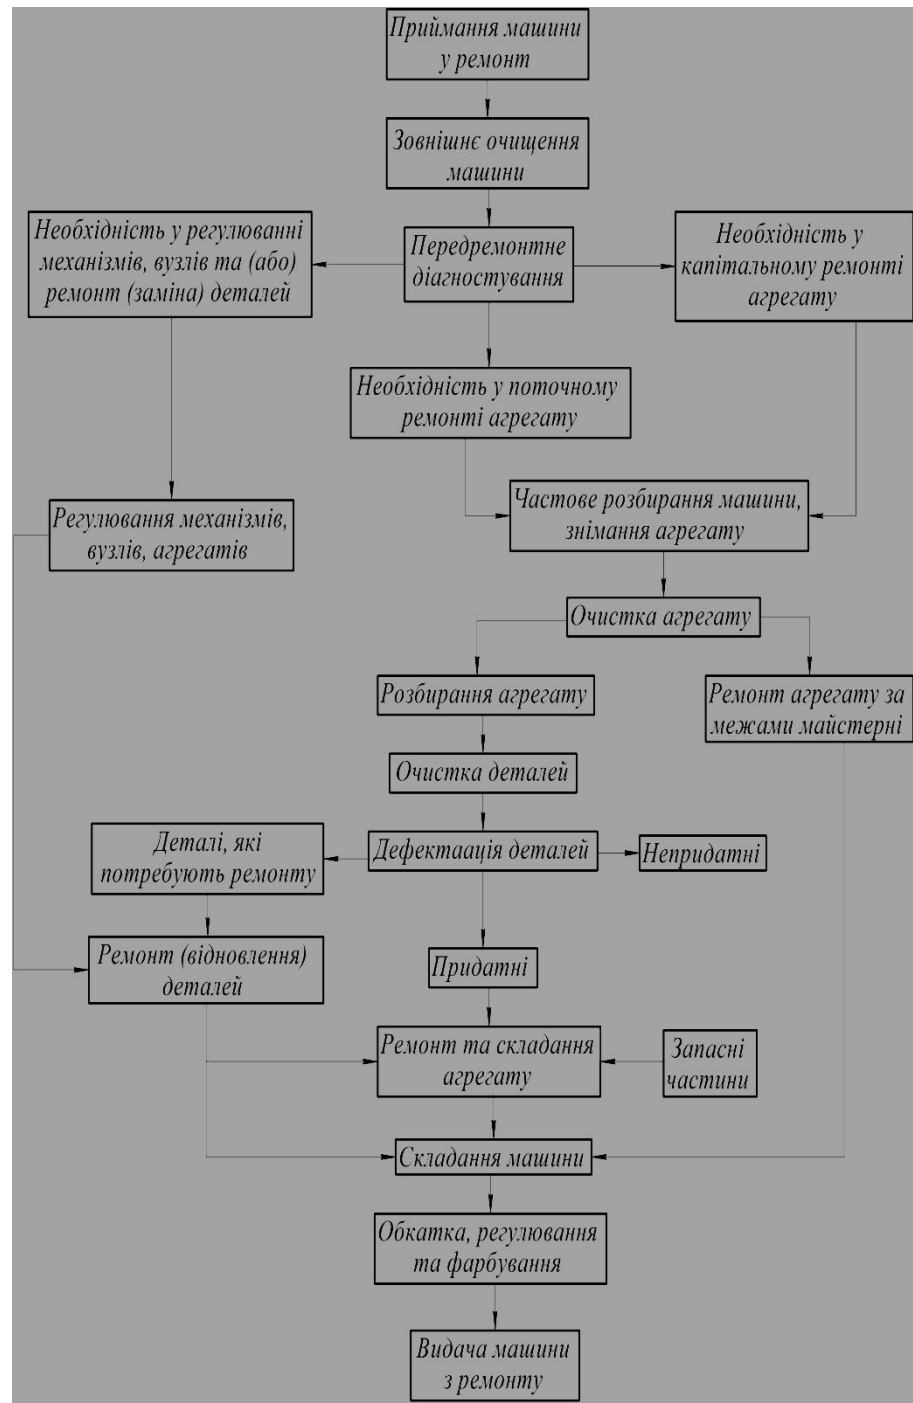 Приймання машини
у ремонт
Зовнішнє очищення
машини
Необхідність у регулюванні
механізмів, вузлів та (або)
ремонт (заміна) деталей
Передремонтне
діагностування
Необхідність у
капітальному ремонті
агрегату
Необхідність у поточному
ремонті агрегату
Регулювання механізмів,
вузлів, агрегатів
Часткове розбирання машини,
знімання агрегату
Очистка агрегату
Розбирання агрегату
Ремонт агрегату за
межами майстерні
Очистка деталей
Деталі, які
потребують ремонту
Дефектаація деталей
Непридатні
Ремонт (відновлення)
деталей
Придатні
Ремонт та складання
агрегату
Запасні
частини
Складання машини
Обкатка, регулювання
та фарбування
Видача машини
з ремонту